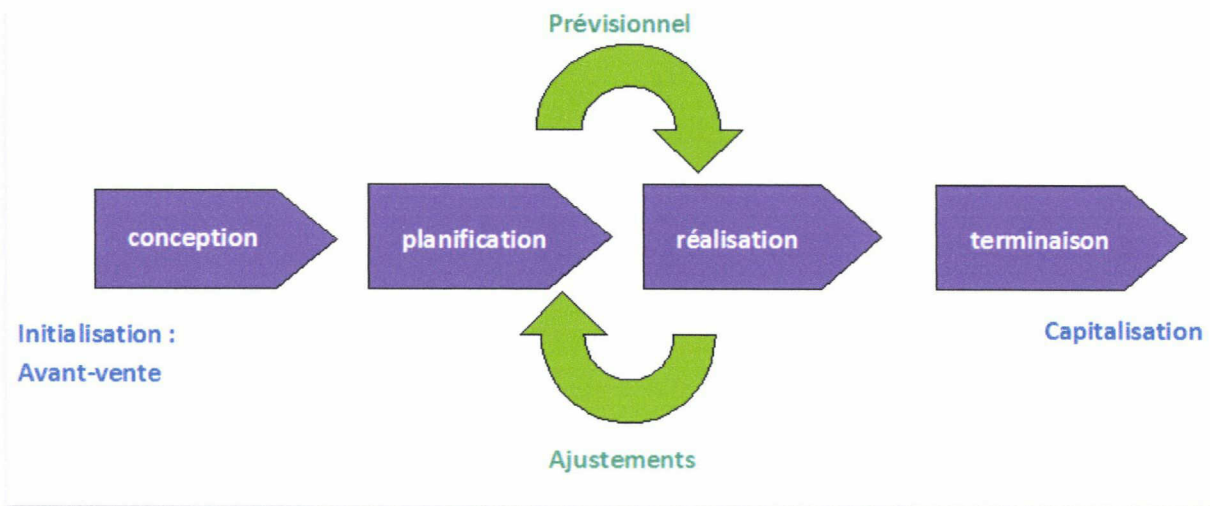 Prévisionnel
conception
planification
réalisation
terminaison
Initialisation :
Avant-vente
Capitalisation
Ajustements